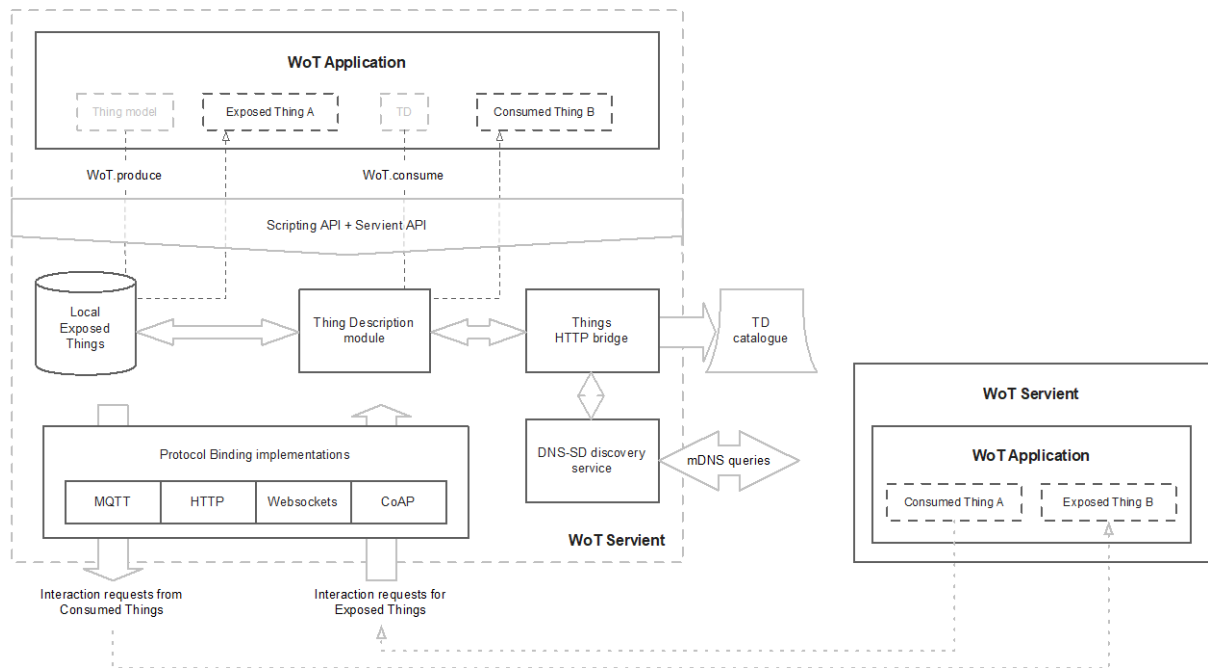 WoT Application
Thing model
Exposed Thing A
TD
Consumed Thing B
WoT.produce
WoT.consume
Scripting API + Servient API
Local
Exposed
Things
Thing Description
module
Things
HTTP bridge
TD
catalogue
Protocol Binding implementations
MQTT
HTTP
Websockets
CoAP
DNS-SD discovery
service
mDNS queries
WoT Servient
Interaction requests from
Consumed Things
Interaction requests for
Exposed Things
WoT Servient
WoT Application
Consumed Thing A
Exposed Thing B